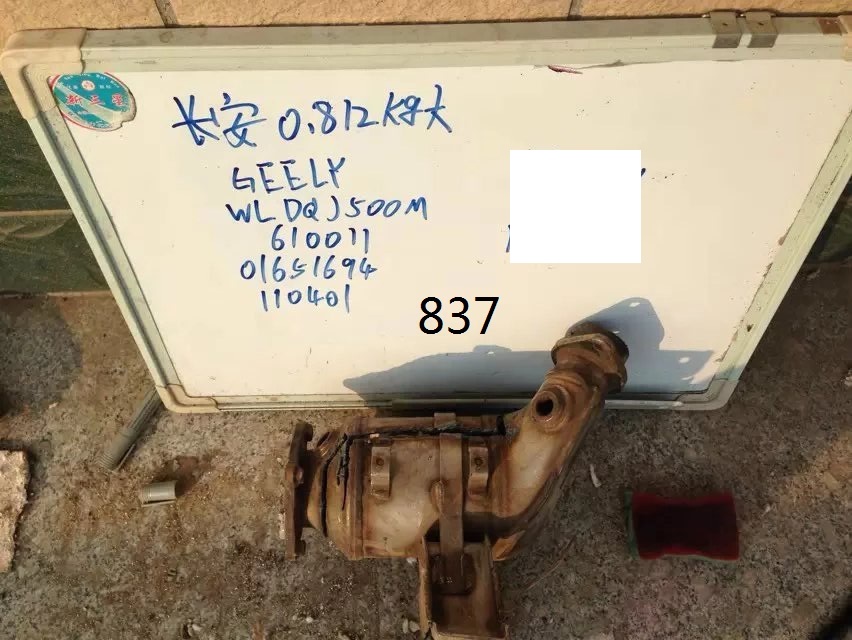 长安 0.812kg大
GEELY
WLDQJ500M
610011
01651694
110401
837